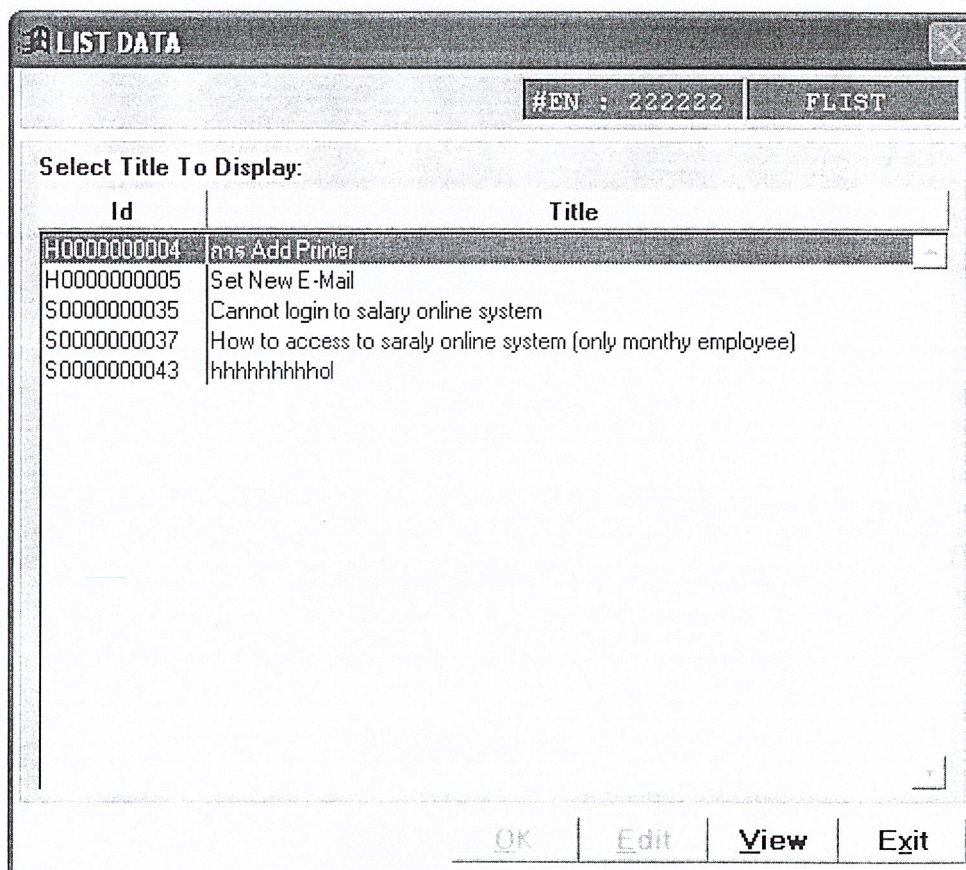 LIST DATA
#EN : 222222 FLIST
Select Title To Display:
Id Title
H0000000004 การ Add Printer
H0000000005 Set New E-Mail
S0000000035 Cannot login to salary online system
S0000000037 How to access to saraly online system (only monthy employee)
S0000000043 hhhhhhhhhhol
OK Edit View Exit